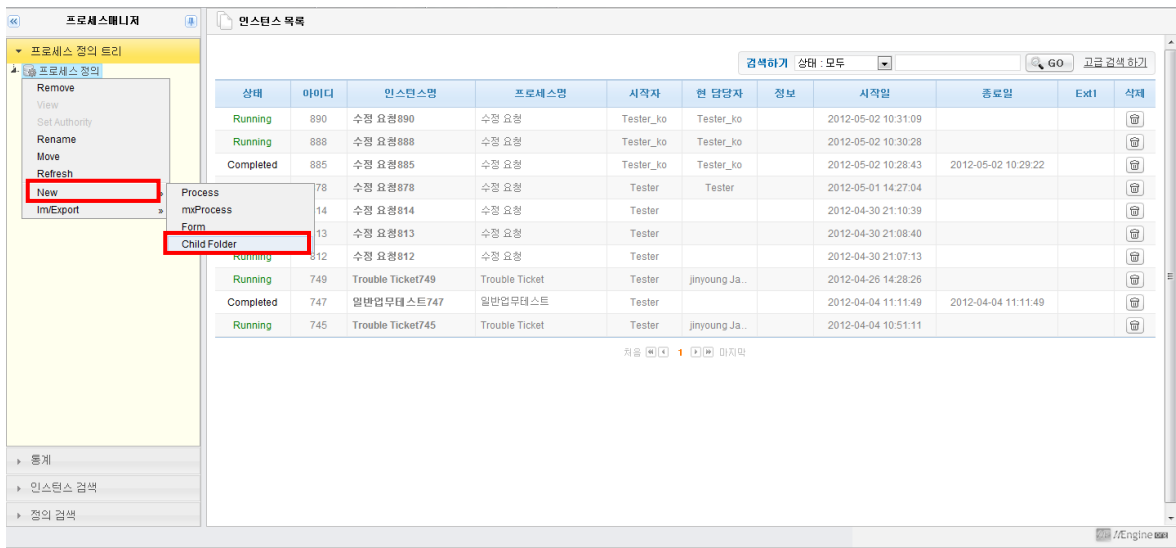 프로세스매니저
인스턴스 목록
프로세스 정의 트리
프로세스 정의
Remove
View
Set Authority
Rename
Move
Refresh
New »
Im/Export »
Process
mxProcess
Form
Child Folder
통계
인스턴스 검색
정의 검색
검색하기 상태 : 모두 GO 고급 검색 하기
상태 아이디 인스턴스명 프로세스명 시작자 현 담당자 정보 시작일 종료일 Ext1 삭제
Running 890 수정 요청890 수정 요청 Tester_ko Tester_ko 2012-05-02 10:31:09
Running 888 수정 요청888 수정 요청 Tester_ko Tester_ko 2012-05-02 10:30:28
Completed 885 수정 요청885 수정 요청 Tester_ko Tester_ko 2012-05-02 10:28:43 2012-05-02 10:29:22
78 수정 요청878 수정 요청 Tester Tester 2012-05-01 14:27:04
14 수정 요청814 수정 요청 Tester 2012-04-30 21:10:39
13 수정 요청813 수정 요청 Tester 2012-04-30 21:08:40
Running 812 수정 요청812 수정 요청 Tester 2012-04-30 21:07:13
Running 749 Trouble Ticket749 Trouble Ticket Tester jinyoung Ja... 2012-04-26 14:28:26
Completed 747 일반업무테스트747 일반업무테스트 Tester 2012-04-04 11:11:49 2012-04-04 11:11:49
Running 745 Trouble Ticket745 Trouble Ticket Tester jinyoung Ja... 2012-04-04 10:51:11
처음 1 마지막